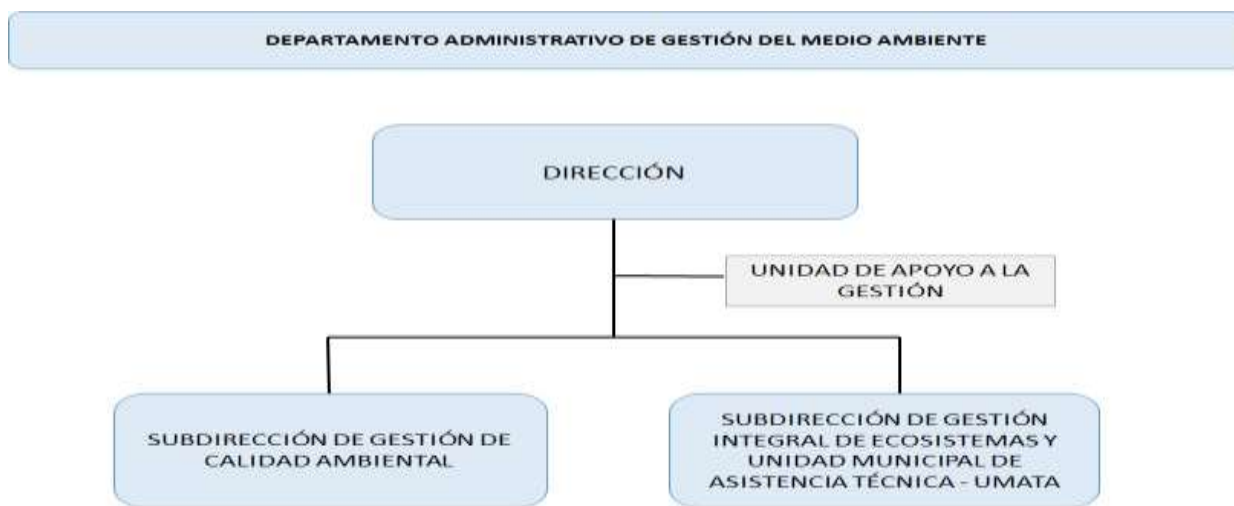 DEPARTAMENTO ADMINISTRATIVO DE GESTIÓN DEL MEDIO AMBIENTE
DIRECCIÓN
UNIDAD DE APOYO A LA
GESTIÓN
SUBDIRECCIÓN DE GESTIÓN DE
CALIDAD AMBIENTAL
SUBDIRECCIÓN DE GESTIÓN
INTEGRAL DE ECOSISTEMAS Y
UNIDAD MUNICIPAL DE
ASISTENCIA TÉCNICA - UMATA